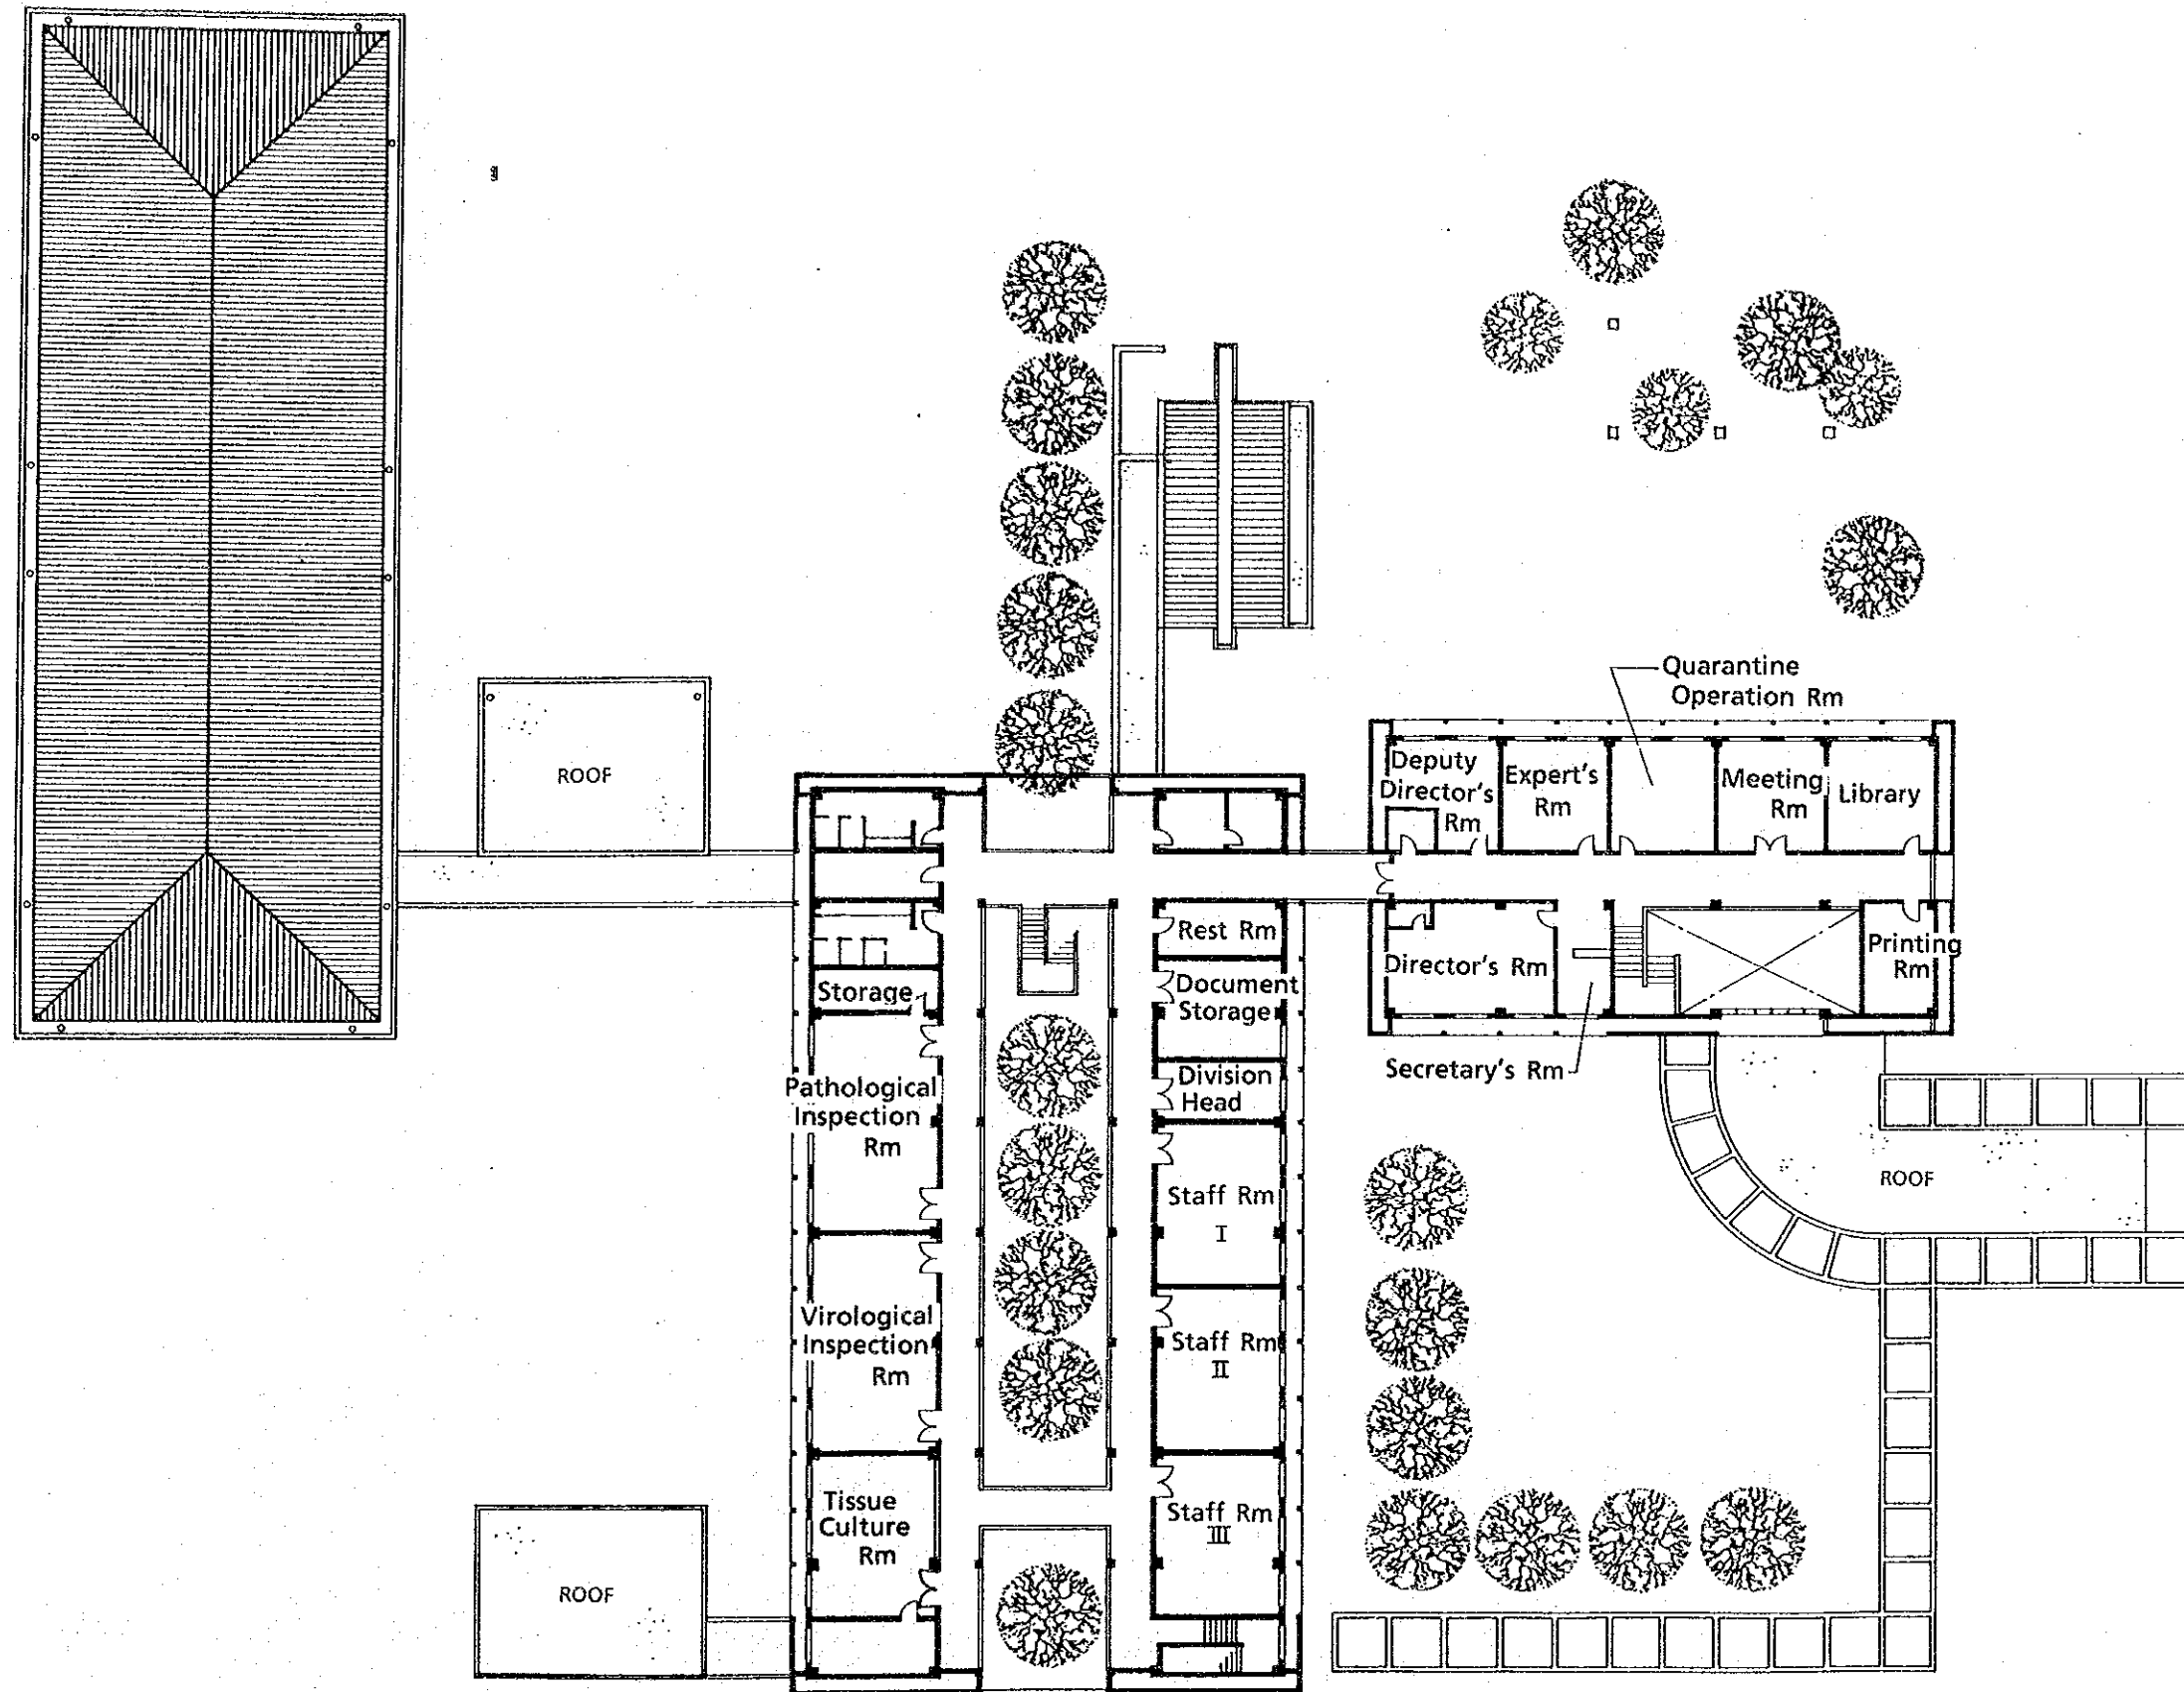 Quarantine
Operation Rm
ROOF
Deputy
Director's
Rm
Expert's
Rm
Meeting
Rm
Library
Rest Rm
Director's Rm
Printing
Rm
Storage
Document
Storage
Secretary's Rm
Pathological
Inspection
Rm
Division
Head
Staff Rm
I
ROOF
Virological
Inspection
Rm
Staff Rm
II
Tissue
Culture
Rm
Staff Rm
III
ROOF